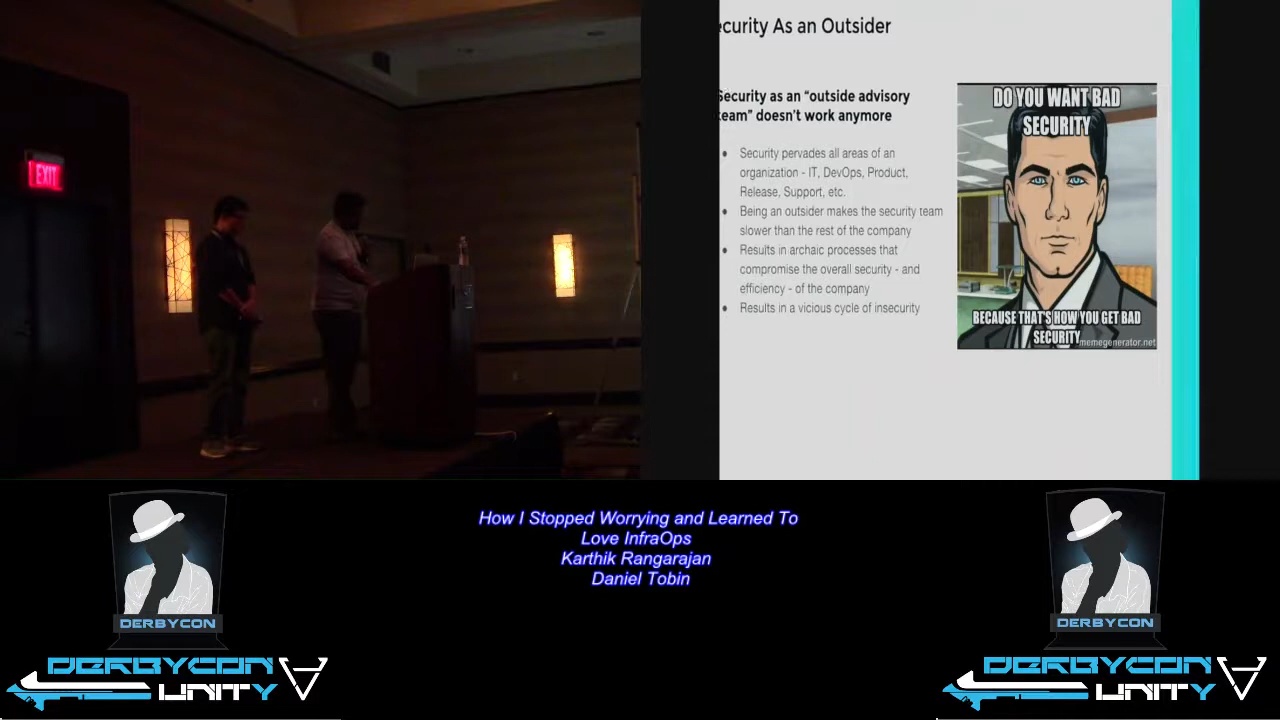 ecurity As an Outsider
EXIT
Security as an “outside advisory
team” doesn’t work anymore
● Security pervades all areas of an
organization - IT, DevOps, Product,
Release, Support, etc.
● Being an outsider makes the security team
slower than the rest of the company
● Results in archaic processes that
compromise the overall security - and
efficiency - of the company
● Results in a vicious cycle of insecurity
DO YOU WANT BAD
SECURITY
BECAUSE THAT'S HOW YOU GET BAD
SECURITY
memegenerator.net
How I Stopped Worrying and Learned To
Love InfraOps
Karthik Rangarajan
Daniel Tobin
DERBYCON
DERBYCON
UNITY
DERBYCON
DERBYCON
UNITY